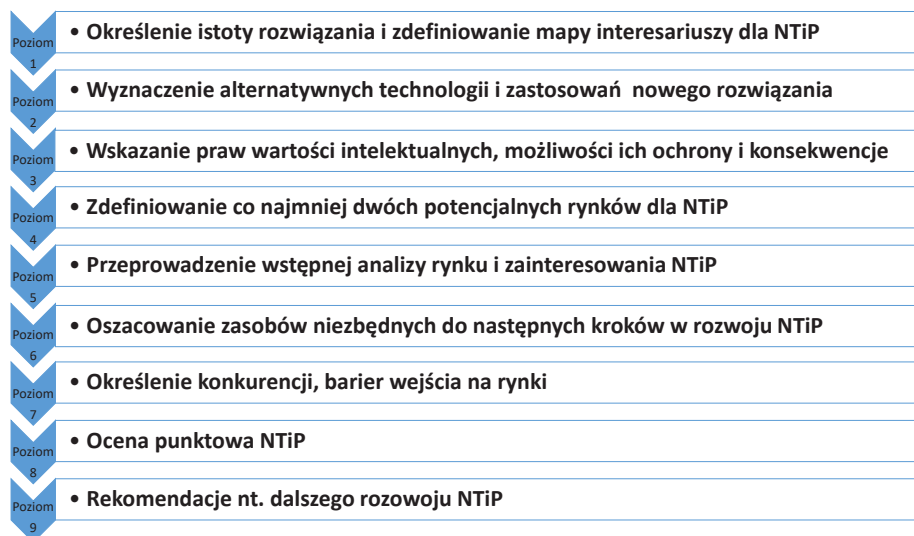 Poziom
1
• Określenie istoty rozwiązania i zdefiniowanie mapy interesariuszy dla NTiP
Poziom
2
• Wyznaczenie alternatywnych technologii i zastosowań nowego rozwiązania
Poziom
3
• Wskazanie praw wartości intelektualnych, możliwości ich ochrony i konsekwencje
Poziom
4
• Zdefiniowanie co najmniej dwóch potencjalnych rynków dla NTiP
Poziom
5
• Przeprowadzenie wstępnej analizy rynku i zainteresowania NTiP
Poziom
6
• Oszacowanie zasobów niezbędnych do następnych kroków w rozwoju NTiP
Poziom
7
• Określenie konkurencji, barier wejścia na rynki
Poziom
8
• Ocena punktowa NTiP
Poziom
9
• Rekomendacje nt. dalszego rozowoju NTiP